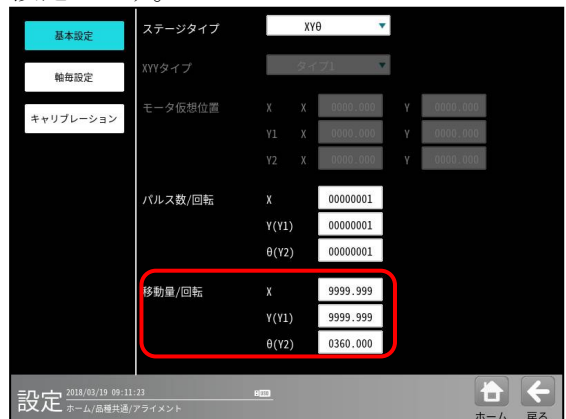 基本設定
軸毎設定
キャリブレーション
ステージタイプ XYθ
XYYタイプ タイプ1
モータ仮想位置 X X 0000.000 Y 0000.000
Y1 X 0000.000 Y 0000.000
Y2 X 0000.000 Y 0000.000
パルス数/回転 X 00000001
Y(Y1) 00000001
θ(Y2) 00000001
移動量/回転 X 9999.999
Y(Y1) 9999.999
θ(Y2) 0360.000
設定 2018/03/19 09:11:23
ホーム/品種共通/アライメント
ホーム 戻る